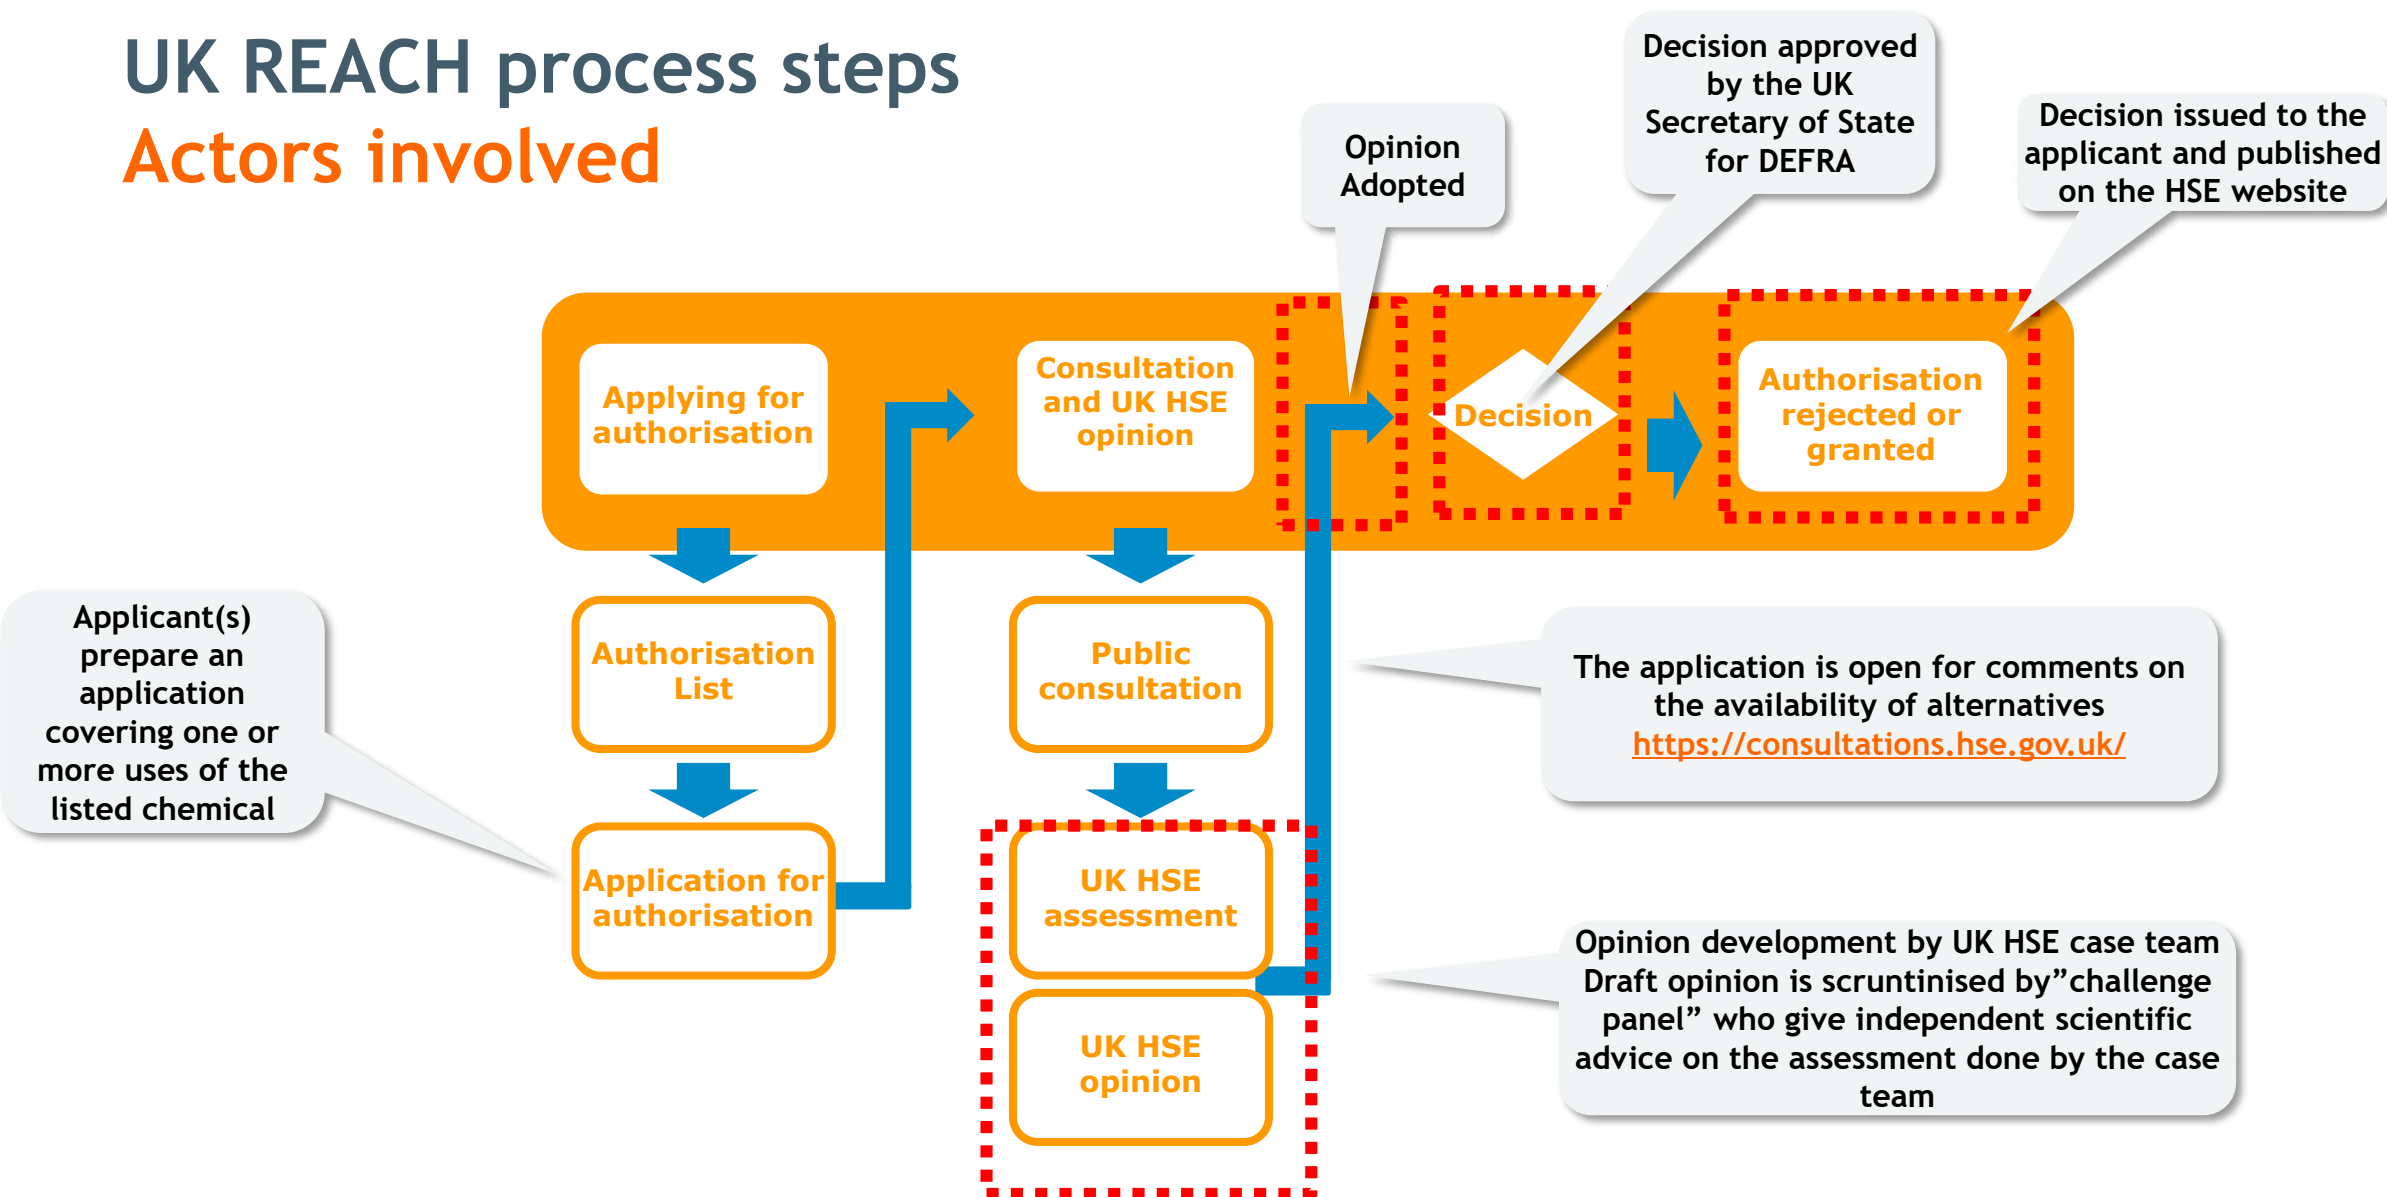 UK REACH process steps
Actors involved
Opinion
Adopted
Decision approved
by the UK
Secretary of State
for DEFRA
Decision issued to the
applicant and published
on the HSE website
Applying for
authorisation
Consultation
and UK HSE
opinion
Decision
Authorisation
rejected or
granted
Applicant(s)
prepare an
application
covering one or
more uses of the
listed chemical
Authorisation
List
Public
consultation
The application is open for comments on
the availability of alternatives
https://consultations.hse.gov.uk/
Application for
authorisation
UK HSE
assessment
UK HSE
opinion
Opinion development by UK HSE case team
Draft opinion is scruntinised by”challenge
panel” who give independent scientific
advice on the assessment done by the case
team